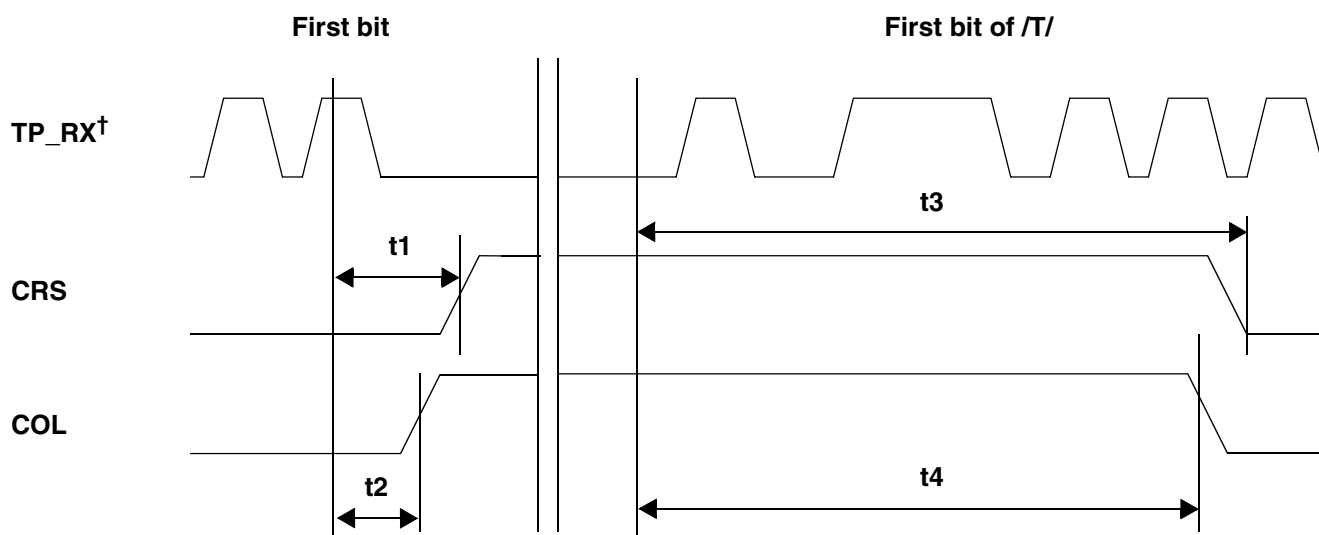 First bit
First bit of /T/
TP_RX†
t3
t1
CRS
COL
t4
t2